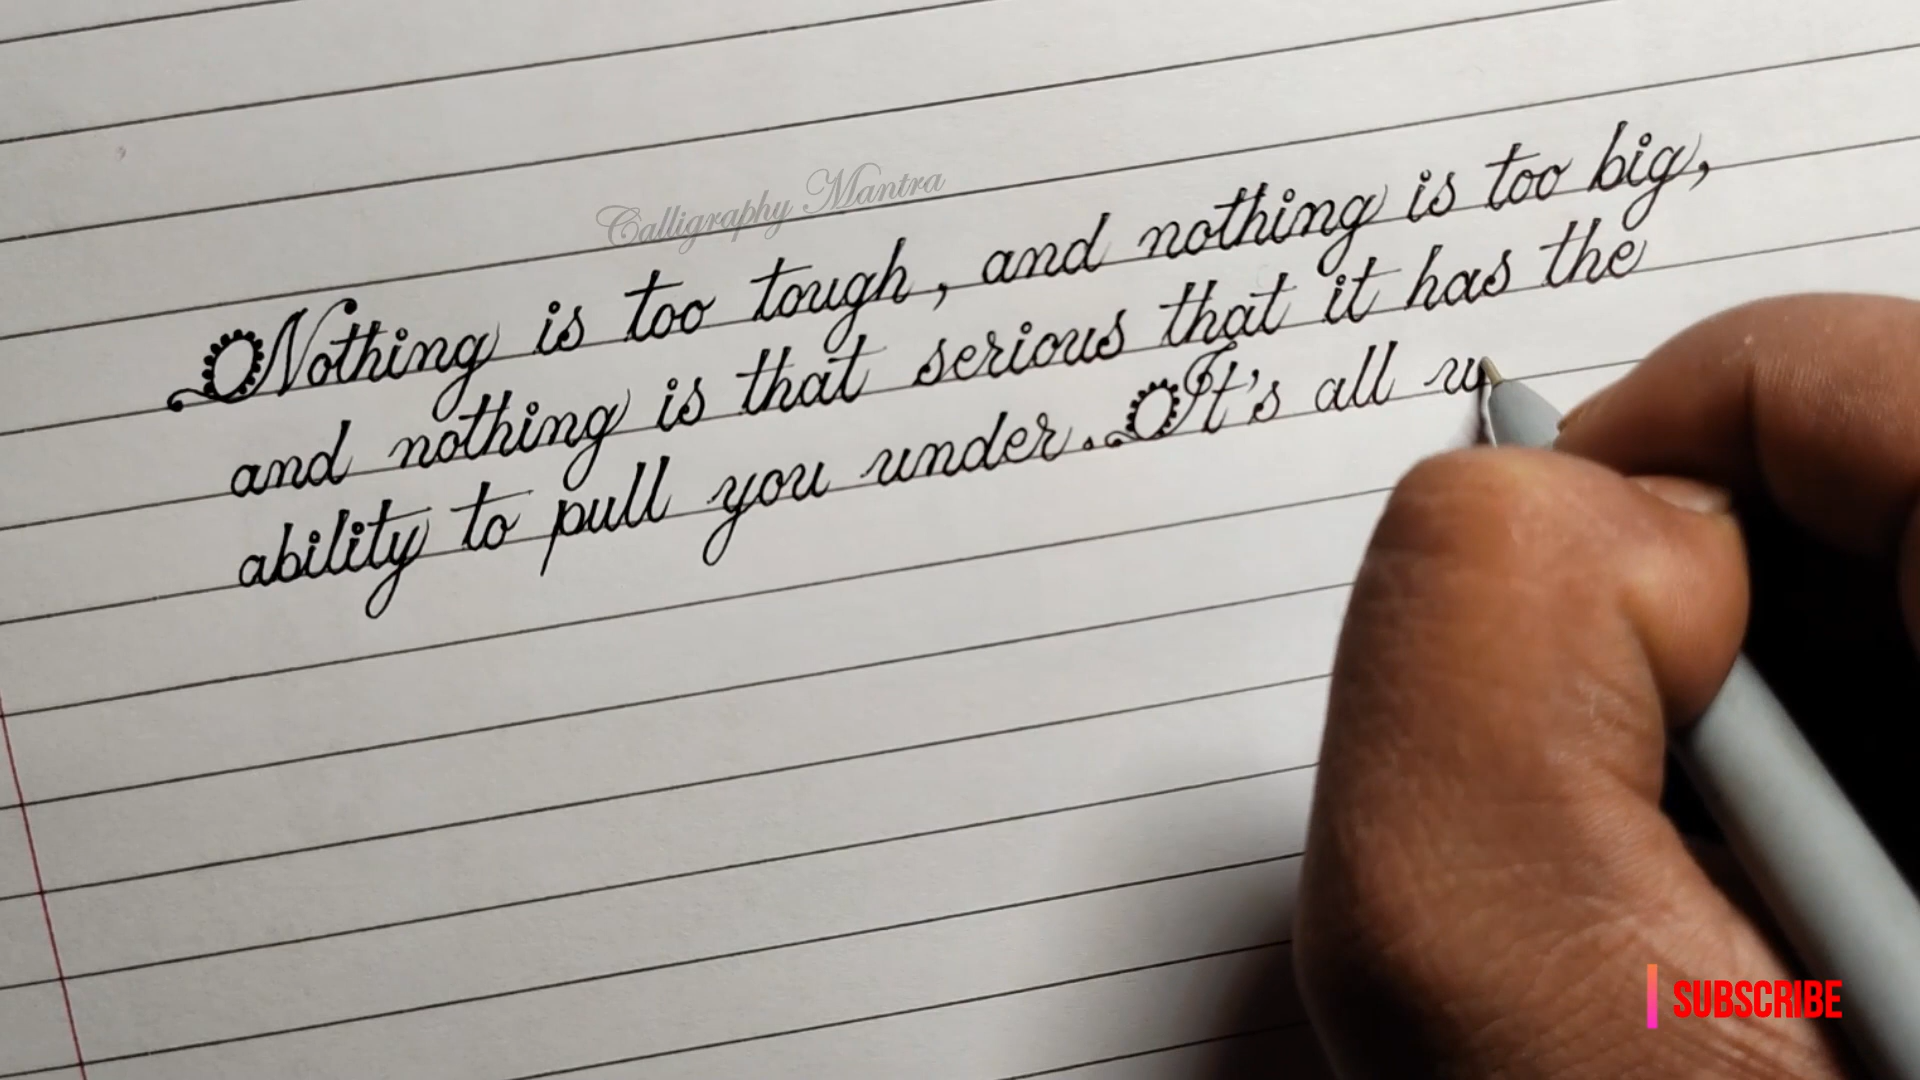 Calligraphy Mantra
Nothing is too tough, and nothing is too big,
and nothing is that serious that it has the
ability to pull you under. It's all
SUBSCRIBE